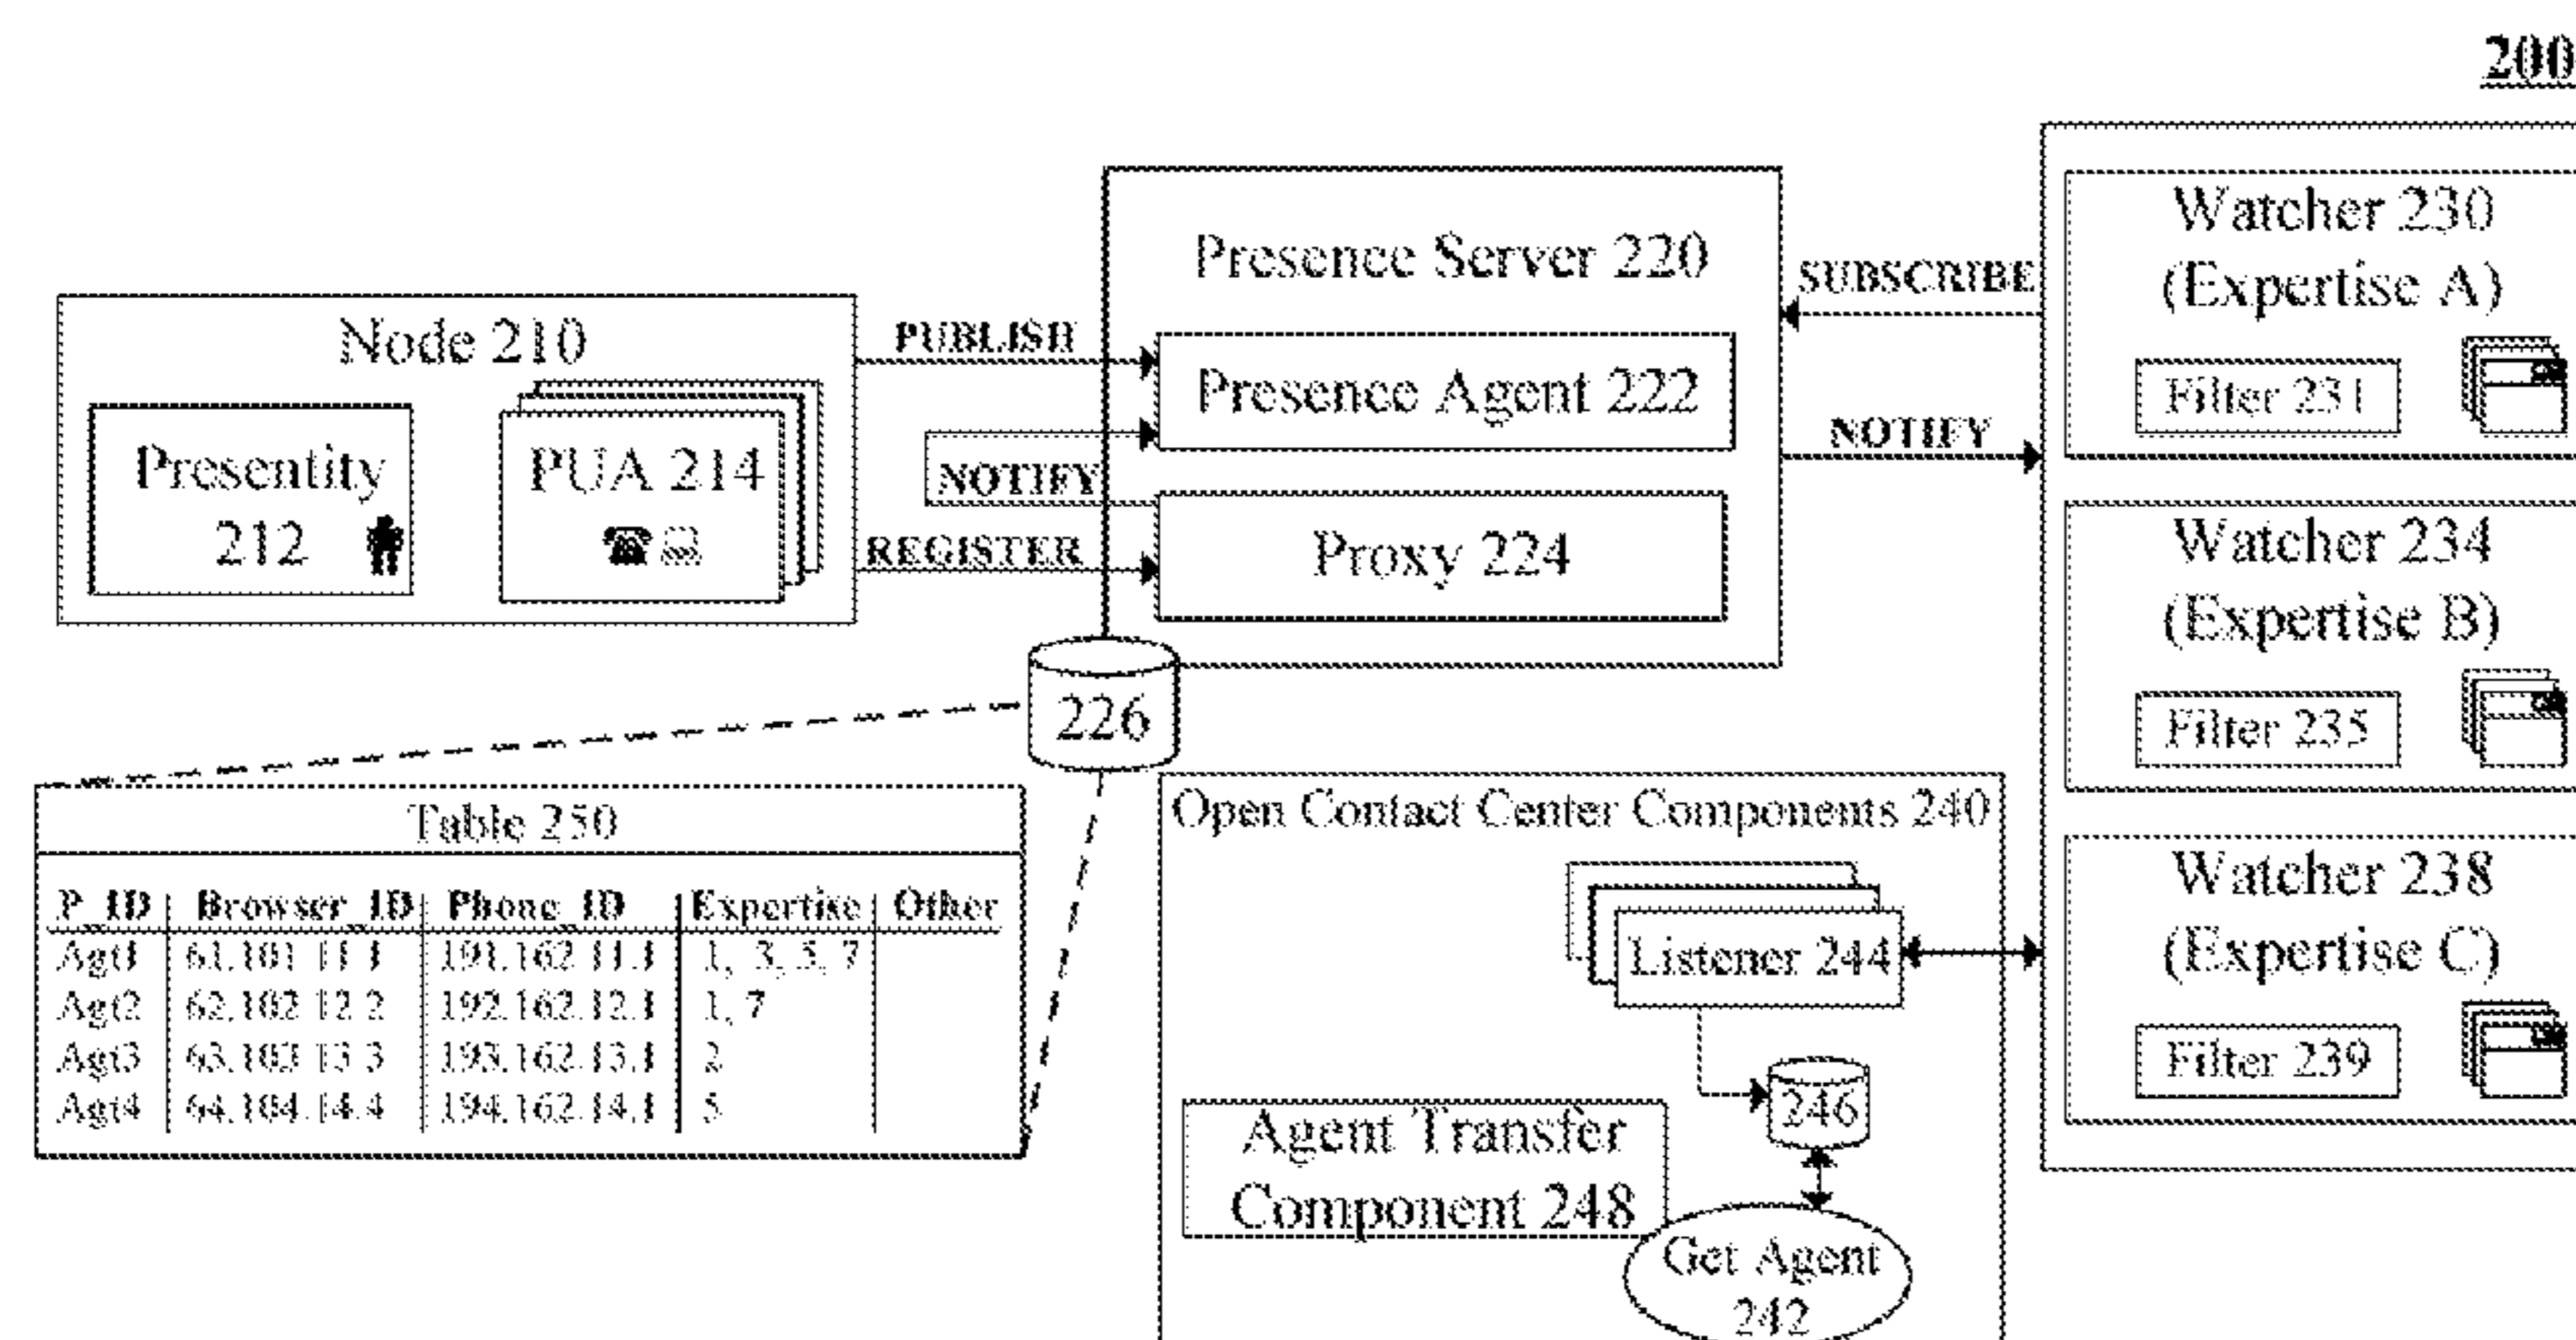 200
Node 210
Presentity
212
PUA 214
PUBLISH
NOTIFY
REGISTER
Presence Server 220
Presence Agent 222
Proxy 224
226
SUBSCRIBE
NOTIFY
Watcher 230
(Expertise A)
Filter 231
Watcher 234
(Expertise B)
Filter 235
Watcher 238
(Expertise C)
Filter 239
Table 250
P_ID Browser_ID Phone_ID Expertise Other
Agt1 61.101.11.1 191.162.11.1 1, 3, 5, 7
Agt2 62.102.12.2 192.162.12.1 1, 7
Agt3 63.103.13.3 193.162.13.1 2
Agt4 64.104.14.4 194.162.14.1 5
Open Contact Center Components 240
Listener 244
246
Agent Transfer
Component 248
Get Agent
242